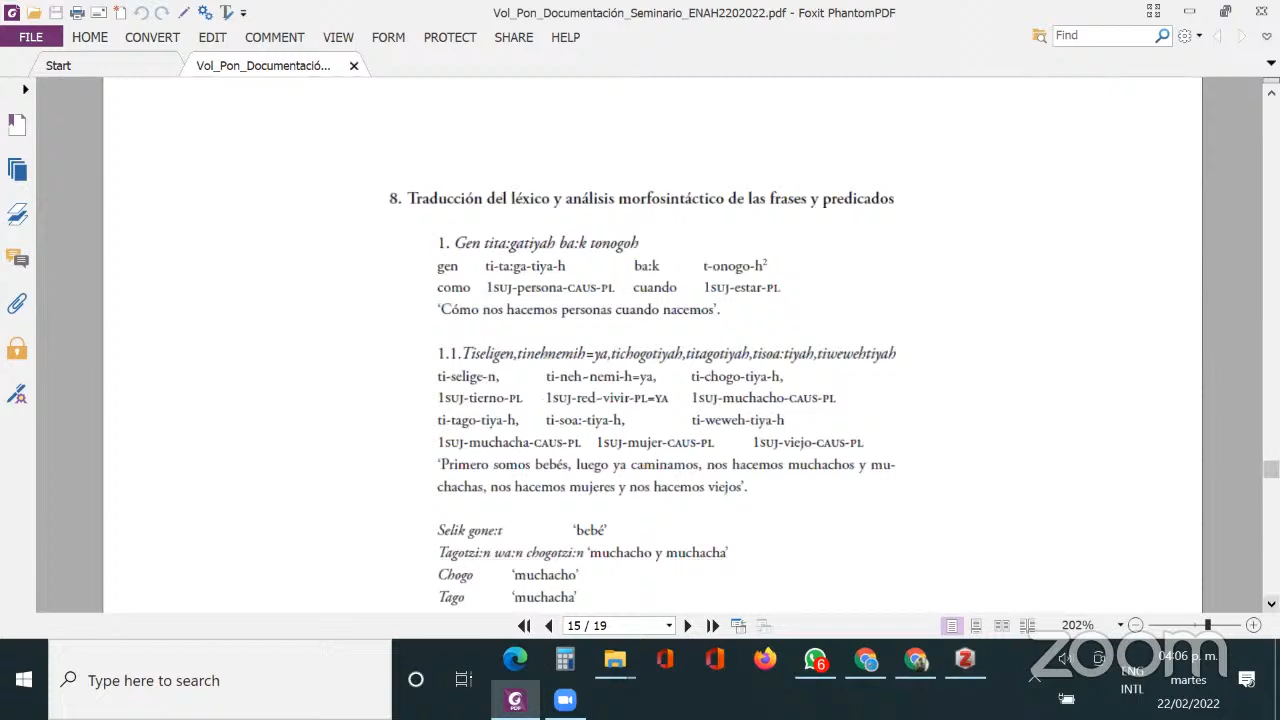 Vol_Pon_Documentación_Seminario_ENAH2202022.pdf - Foxit PhantomPDF
FILE HOME CONVERT EDIT COMMENT VIEW FORM PROTECT SHARE HELP
Find
Start Vol_Pon_Documentació...
8. Traducción del léxico y análisis morfosintáctico de las frases y predicados
1. Gen tita:gatiyah ba:k tonogoh
gen ti-ta:ga-tiya-h ba:k t-onogo-h²
como 1SUJ-persona-CAUS-PL cuando 1SUJ-estar-PL
‘Cómo nos hacemos personas cuando nacemos’.
1.1.Tiseligen,tinehnemih=ya,tichogotiyah,titagotiyah,tisoa:tiyah,tiwewehtiyah
ti-selige-n, ti-neh~nemi-h=ya, ti-chogo-tiya-h,
1SUJ-tierno-PL 1SUJ-red~vivir-PL=YA 1SUJ-muchacho-CAUS-PL
ti-tago-tiya-h, ti-soa:-tiya-h, ti-weweh-tiya-h
1SUJ-muchacha-CAUS-PL 1SUJ-mujer-CAUS-PL 1SUJ-viejo-CAUS-PL
‘Primero somos bebés, luego ya caminamos, nos hacemos muchachos y mu-
chachas, nos hacemos mujeres y nos hacemos viejos’.
Selik gone:t ‘bebé’
Tagotzi:n wa:n chogotzi:n ‘muchacho y muchacha’
Chogo ‘muchacho’
Tago ‘muchacha’
15 / 19
202%
zoom
Type here to search
6
ENG
INTL
04:06 p. m.
martes
22/02/2022